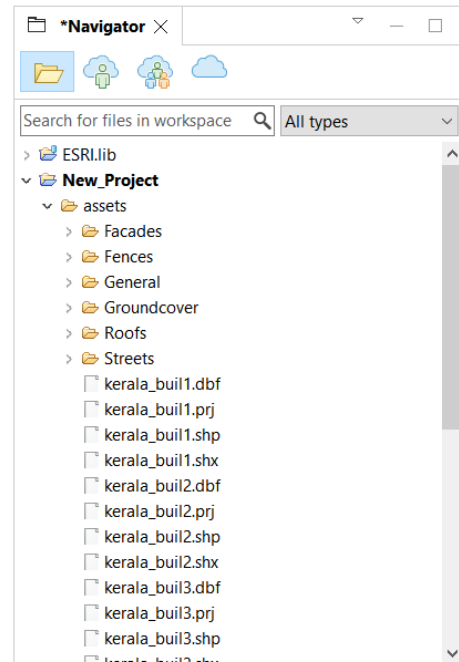 *Navigator
Search for files in workspace All types
ESRI.lib
New_Project
assets
Facades
Fences
General
Groundcover
Roofs
Streets
kerala_buil1.dbf
kerala_buil1.prj
kerala_buil1.shp
kerala_buil1.shx
kerala_buil2.dbf
kerala_buil2.prj
kerala_buil2.shp
kerala_buil2.shx
kerala_buil3.dbf
kerala_buil3.prj
kerala_buil3.shp